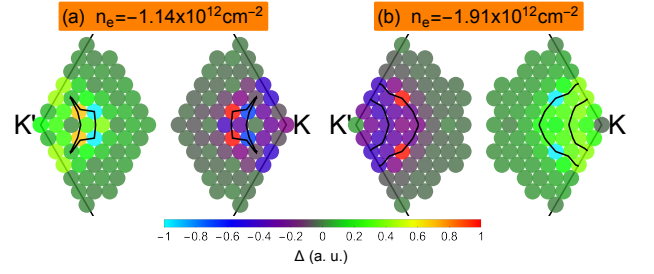 (a) nₑ=−1.14x10¹²cm⁻²
(b) nₑ=−1.91x10¹²cm⁻²
K' K K' K
−1 −0.8 −0.6 −0.4 −0.2 0 0.2 0.4 0.6 0.8 1
Δ (a. u.)